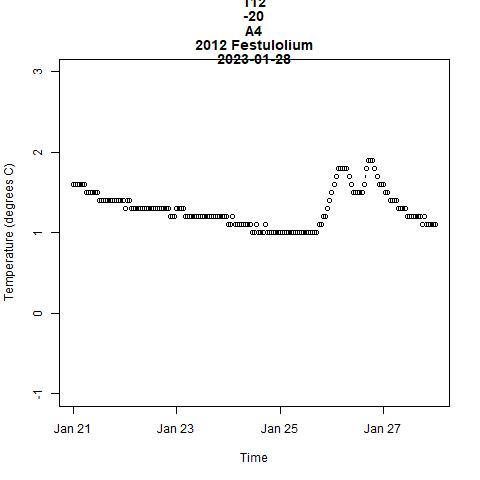 T12
-20
A4
2012 Festulolium
2023-01-28
3
2
1
0
-1
Temperature (degrees C)
Jan 21 Jan 23 Jan 25 Jan 27
Time